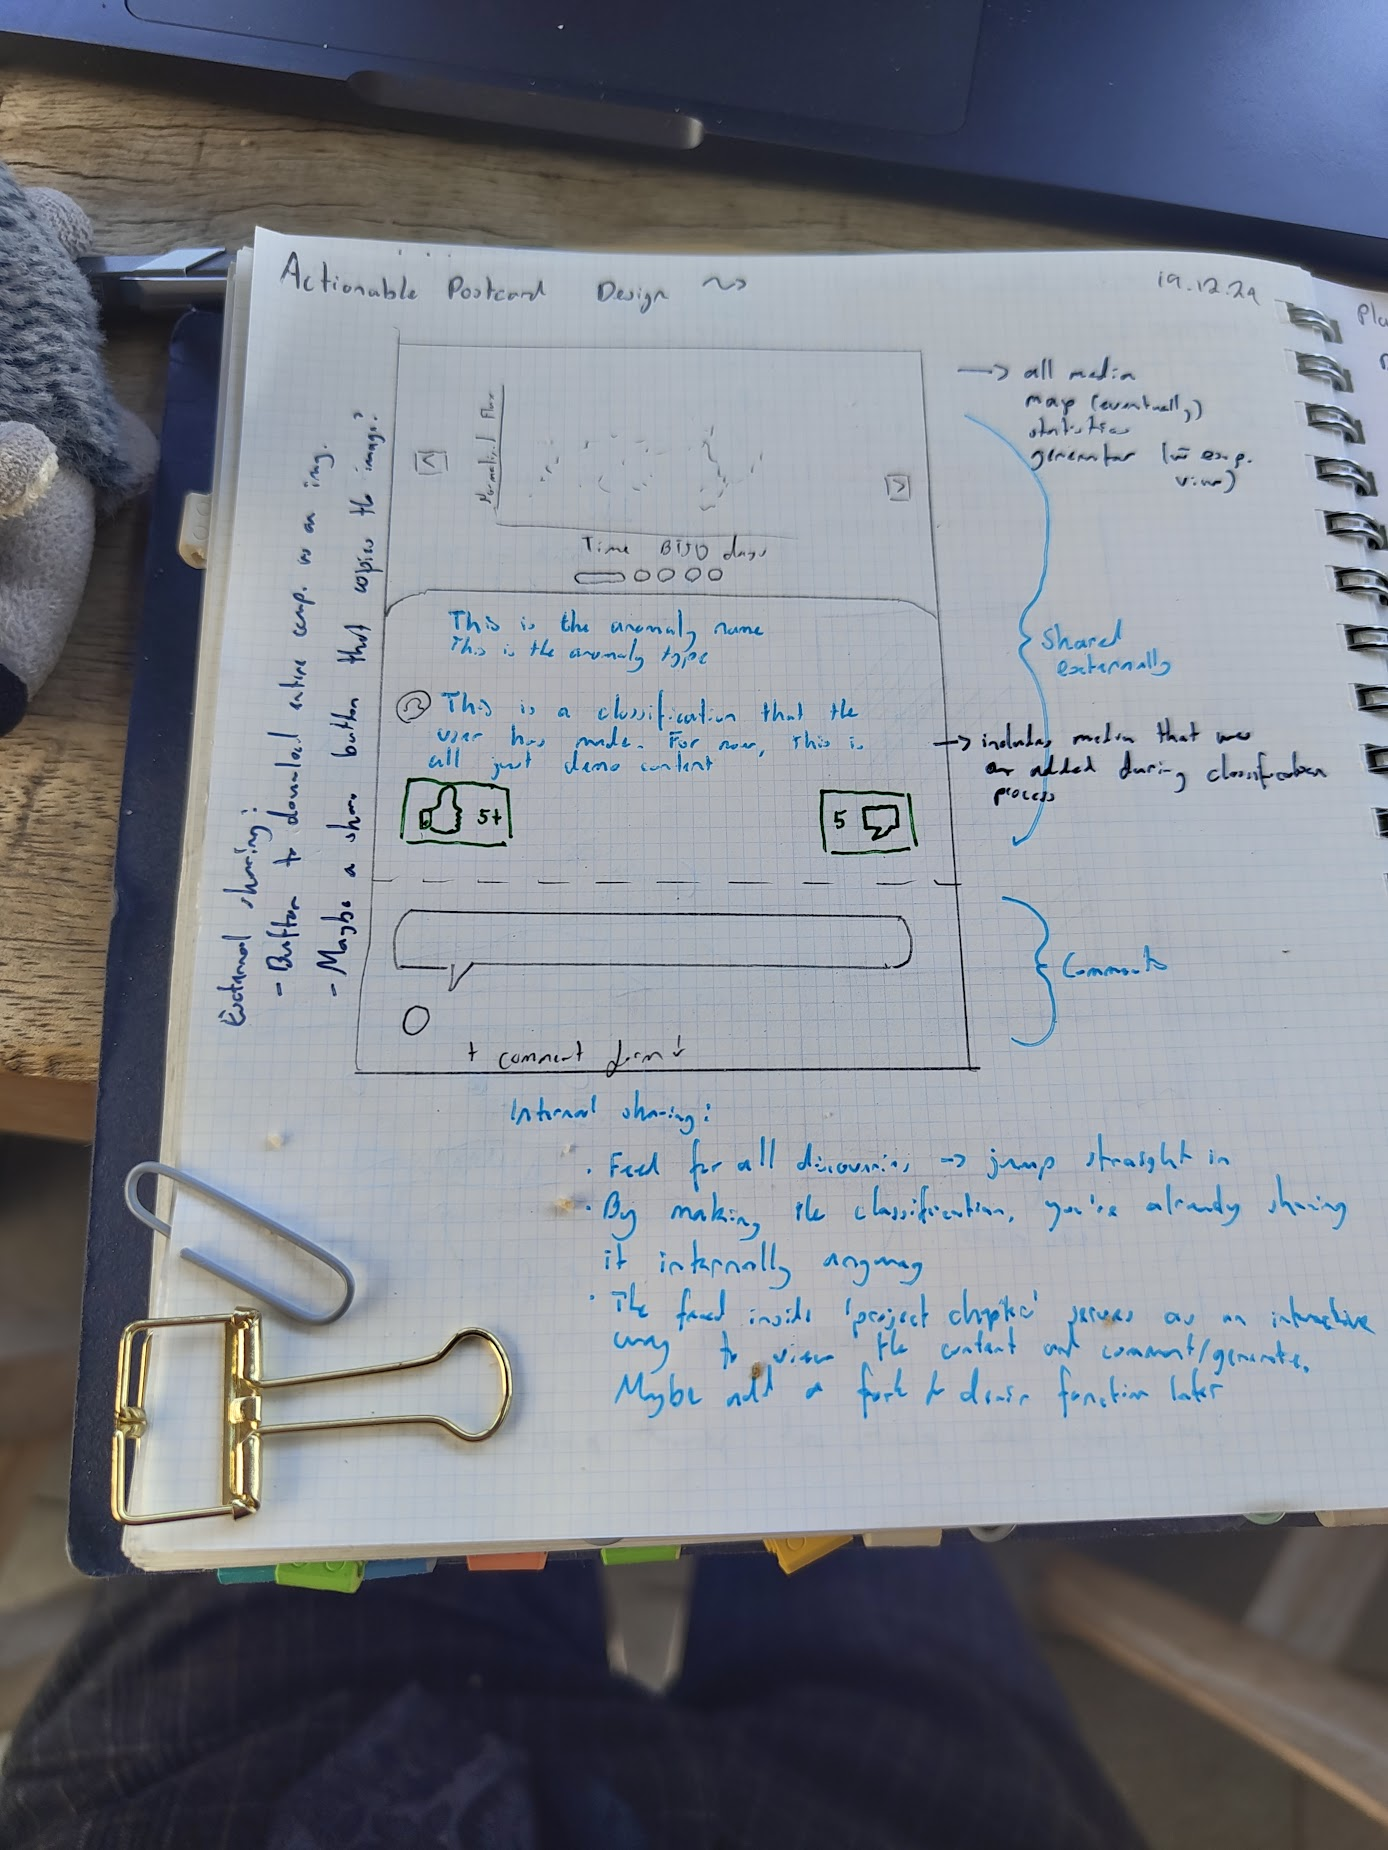 Actionable Postcard Design
19.12.24
Normalised Flux
Time BTJD days
This is the anomaly name
This is the anomaly type
This is a classification that the
user has made. For now, this is
all just demo content
5+
5
+ comment form ↓
→ all media
map (eventually)
statistics
generator (in exp.
view)
Shared
externally
→ includes media that was
added during classification
process
Comments
External sharing:
- Button to download entire comp. as an img.
- Maybe a share button that copies the image?
Internal sharing:
· Feed for all discoveries → jump straight in
· By making the classification, you're already sharing
it internally anyway
· The feed inside 'project chapter' serves as an interactive
way to view the content and comment/generate.
Maybe add a fork to function later